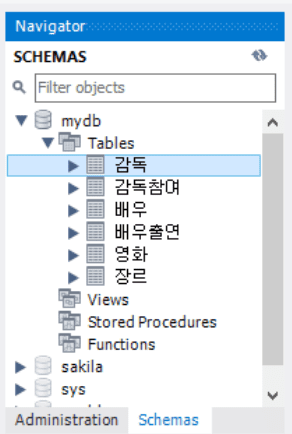 Navigator
SCHEMAS
Filter objects
mydb
Tables
감독
감독참여
배우
배우출연
영화
장르
Views
Stored Procedures
Functions
sakila
sys
Administration Schemas